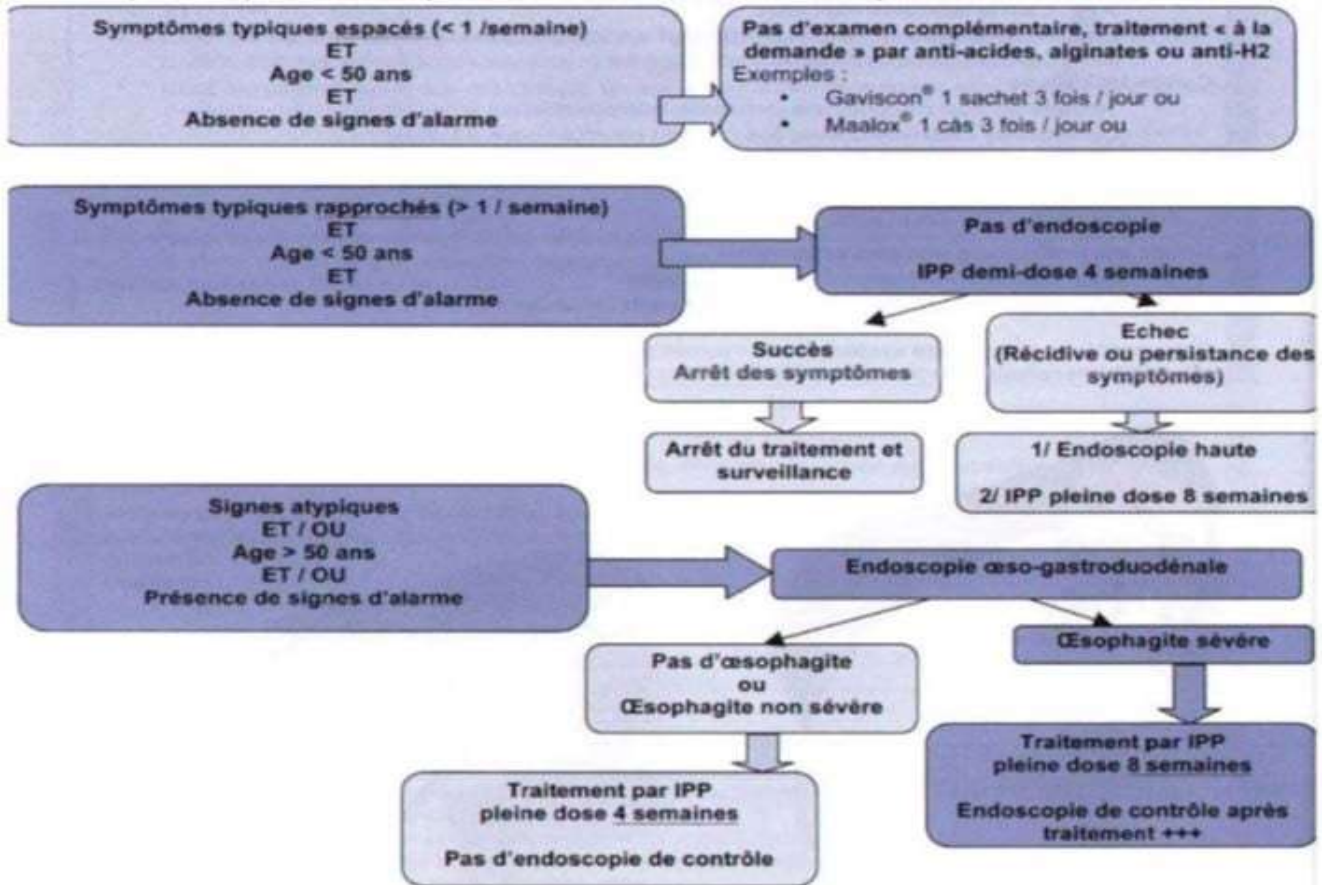 Symptômes typiques espacés (< 1 /semaine)
ET
Age < 50 ans
ET
Absence de signes d'alarme
Pas d'examen complémentaire, traitement « à la
demande » par anti-acides, alginates ou anti-H2
Exemples :
• Gaviscon® 1 sachet 3 fois / jour ou
• Maalox® 1 càs 3 fois / jour ou
Symptômes typiques rapprochés (> 1 / semaine)
ET
Age < 50 ans
ET
Absence de signes d'alarme
Pas d'endoscopie
IPP demi-dose 4 semaines
Succès
Arrêt des symptômes
Echec
(Récidive ou persistance des
symptômes)
Arrêt du traitement et
surveillance
1/ Endoscopie haute
2/ IPP pleine dose 8 semaines
Signes atypiques
ET / OU
Age > 50 ans
ET / OU
Présence de signes d'alarme
Endoscopie œso-gastroduodénale
Pas d'œsophagite
ou
Œsophagite non sévère
Œsophagite sévère
Traitement par IPP
pleine dose 4 semaines
Pas d'endoscopie de contrôle
Traitement par IPP
pleine dose 8 semaines
Endoscopie de contrôle après
traitement +++